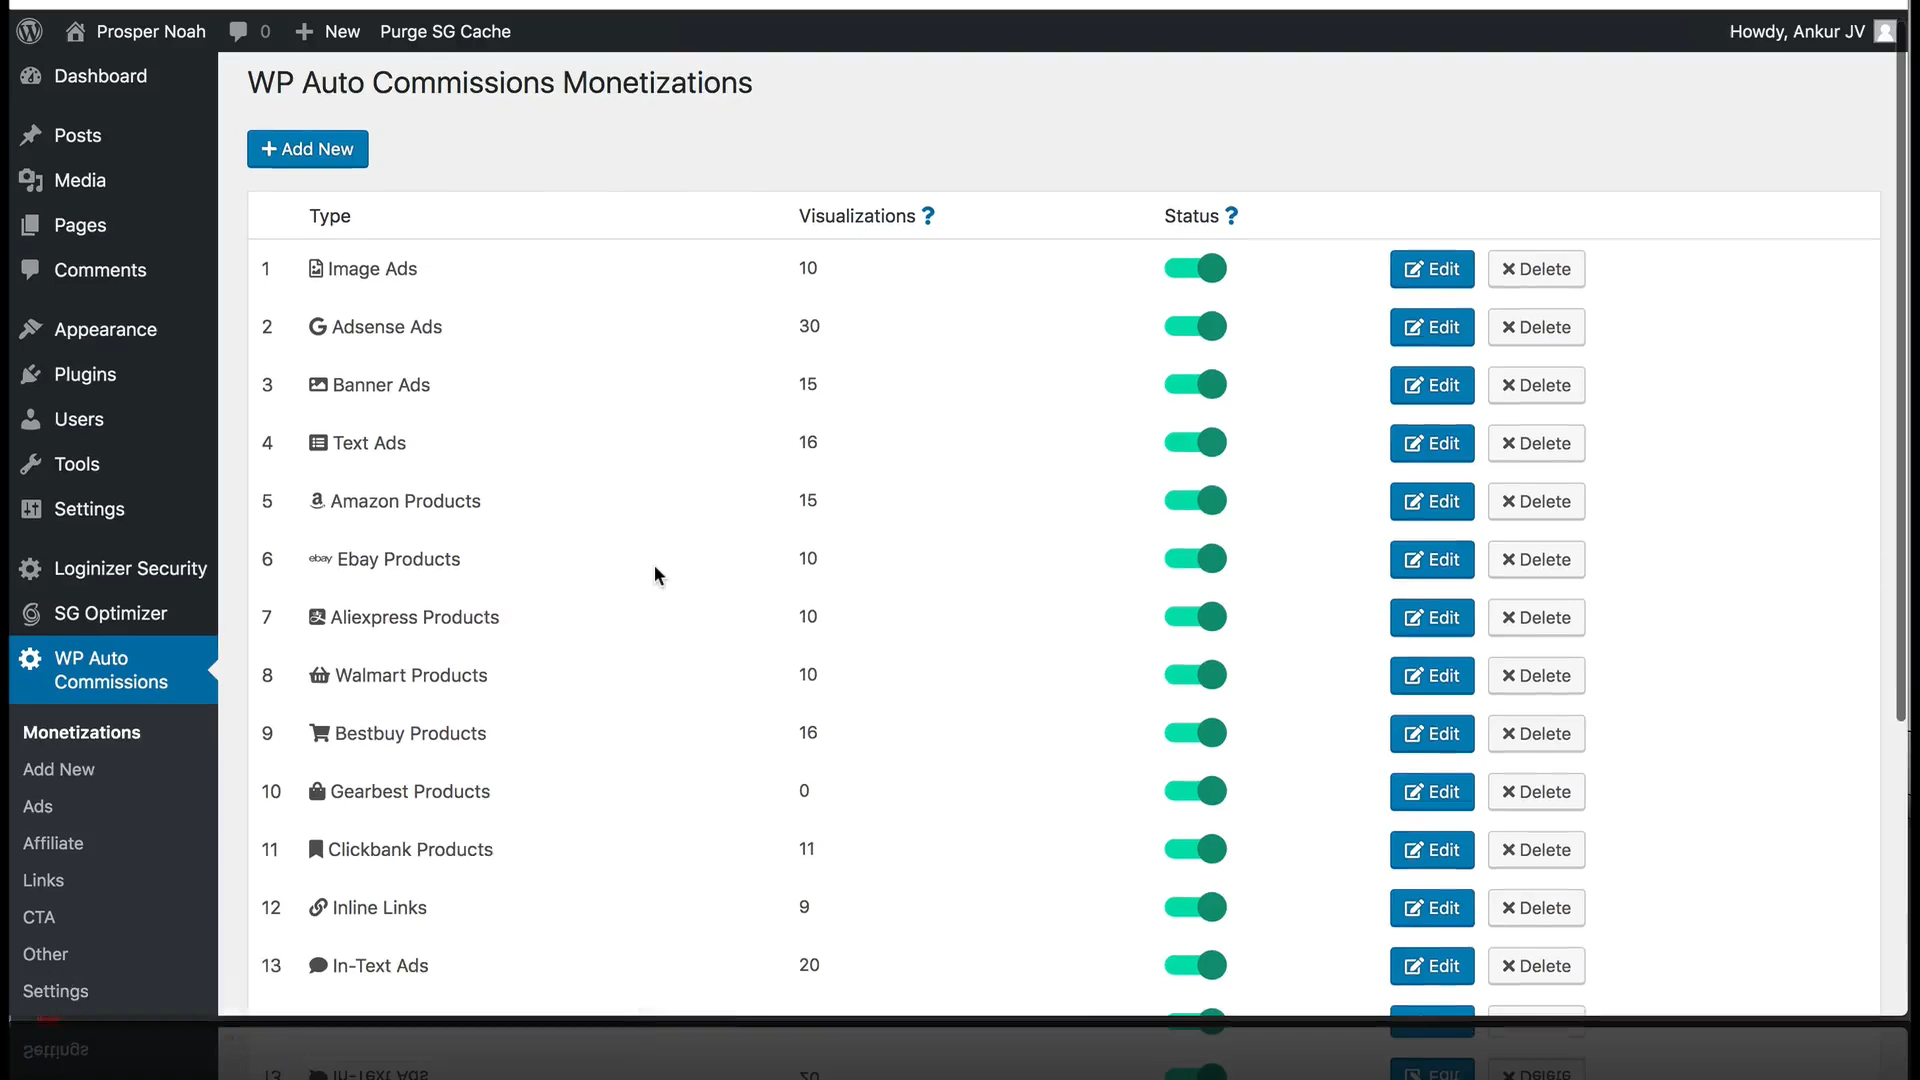 Prosper Noah
0
New
Purge SG Cache
Howdy, Ankur JV
Dashboard
Posts
Media
Pages
Comments
Appearance
Plugins
Users
Tools
Settings
Loginizer Security
SG Optimizer
WP Auto
Commissions
Monetizations
Add New
Ads
Affiliate
Links
CTA
Other
Settings
WP Auto Commissions Monetizations
Add New
Type Visualizations ? Status ?
1 Image Ads 10 Edit Delete
2 Adsense Ads 30 Edit Delete
3 Banner Ads 15 Edit Delete
4 Text Ads 16 Edit Delete
5 Amazon Products 15 Edit Delete
6 ebay Ebay Products 10 Edit Delete
7 Aliexpress Products 10 Edit Delete
8 Walmart Products 10 Edit Delete
9 Bestbuy Products 16 Edit Delete
10 Gearbest Products 0 Edit Delete
11 Clickbank Products 11 Edit Delete
12 Inline Links 9 Edit Delete
13 In-Text Ads 20 Edit Delete